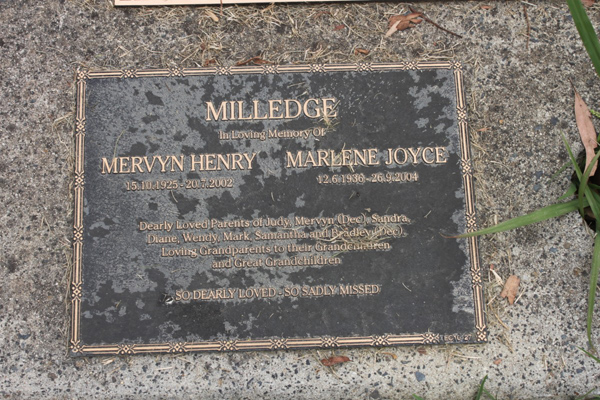 MILLEDGE
In Loving Memory Of
MERVYN HENRY MARLENE JOYCE
15.10.1925 - 20.7.2002 12.6.1936 - 26.9.2004
Dearly Loved Parents of Judy, Mervyn (Dec), Sandra,
Diane, Wendy, Mark, Samantha and Bradley (Dec).
Loving Grandparents to their Grandchildren
and Great Grandchildren
SO DEARLY LOVED - SO SADLY MISSED